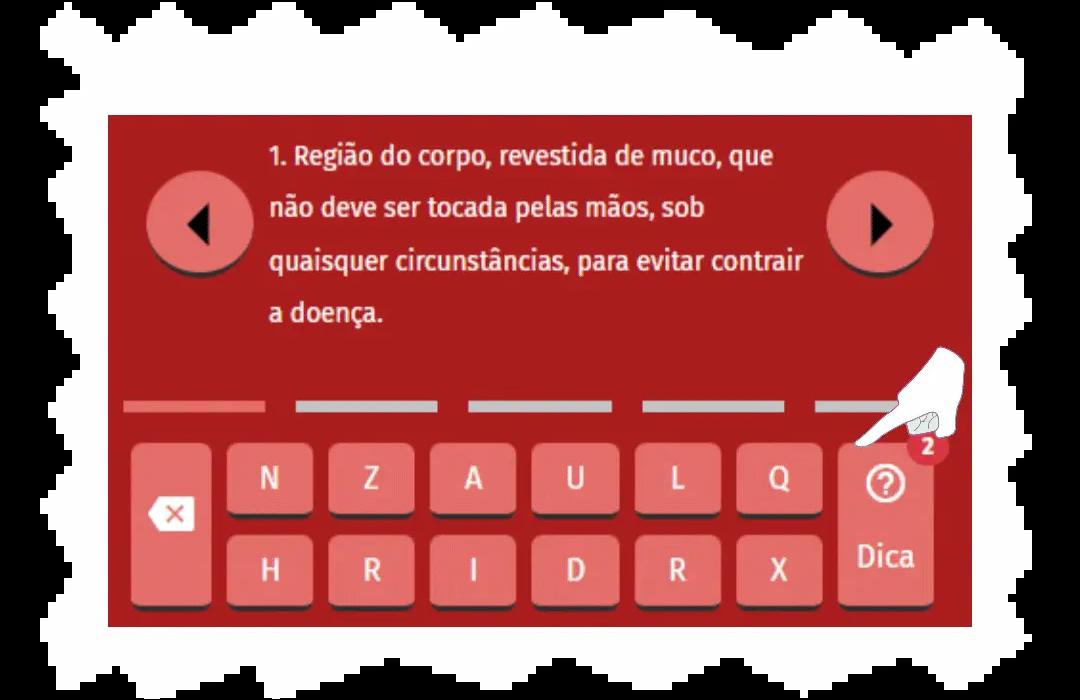 1. Região do corpo, revestida de muco, que
não deve ser tocada pelas mãos, sob
quaisquer circunstâncias, para evitar contrair
a doença.
2
N Z A U L Q
H R I D R X
Dica